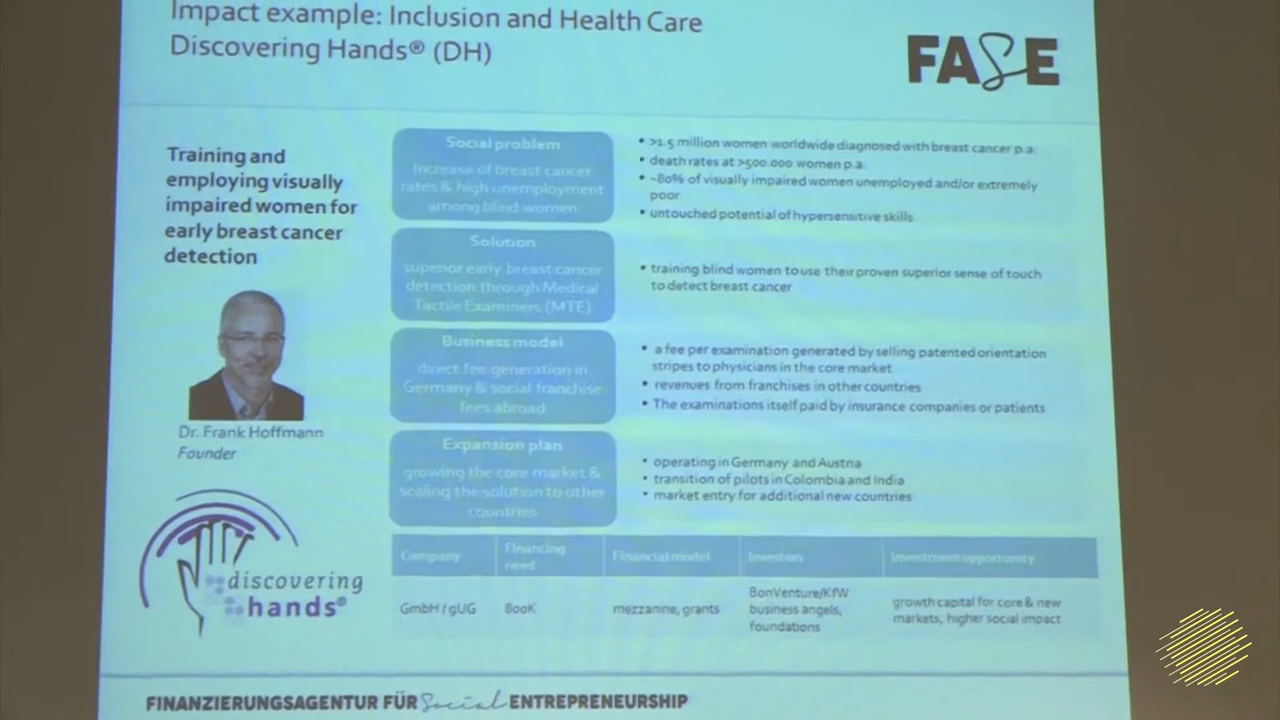 Impact example: Inclusion and Health Care
Discovering Hands® (DH)
FASE
Training and
employing visually
impaired women for
early breast cancer
detection
Dr. Frank Hoffmann
Founder
discovering
hands®
Social problem
Increase of breast cancer
rates & high unemployment
among blind women
• >1.5 million women worldwide diagnosed with breast cancer p.a.
• death rates at >500.000 women p.a.
• ~80% of visually impaired women unemployed and/or extremely
poor
• untouched potential of hypersensitive skills
Solution
superior early breast cancer
detection through Medical
Tactile Examiners (MTE)
• training blind women to use their proven superior sense of touch
to detect breast cancer
Business model
direct fee generation in
Germany & social franchise
fees abroad
• a fee per examination generated by selling patented orientation
stripes to physicians in the core market
• revenues from franchises in other countries
• The examinations itself paid by insurance companies or patients
Expansion plan
growing the core market &
scaling the solution to other
countries
• operating in Germany and Austria
• transition of pilots in Colombia and India
• market entry for additional new countries
Company
Financing
need
Financial model
Investors
Investment opportunity
GmbH / gUG
800K
mezzanine, grants
BonVenture/KfW
business angels,
foundations
growth capital for core & new
markets, higher social impact
FINANZIERUNGSAGENTUR FÜR Social ENTREPRENEURSHIP